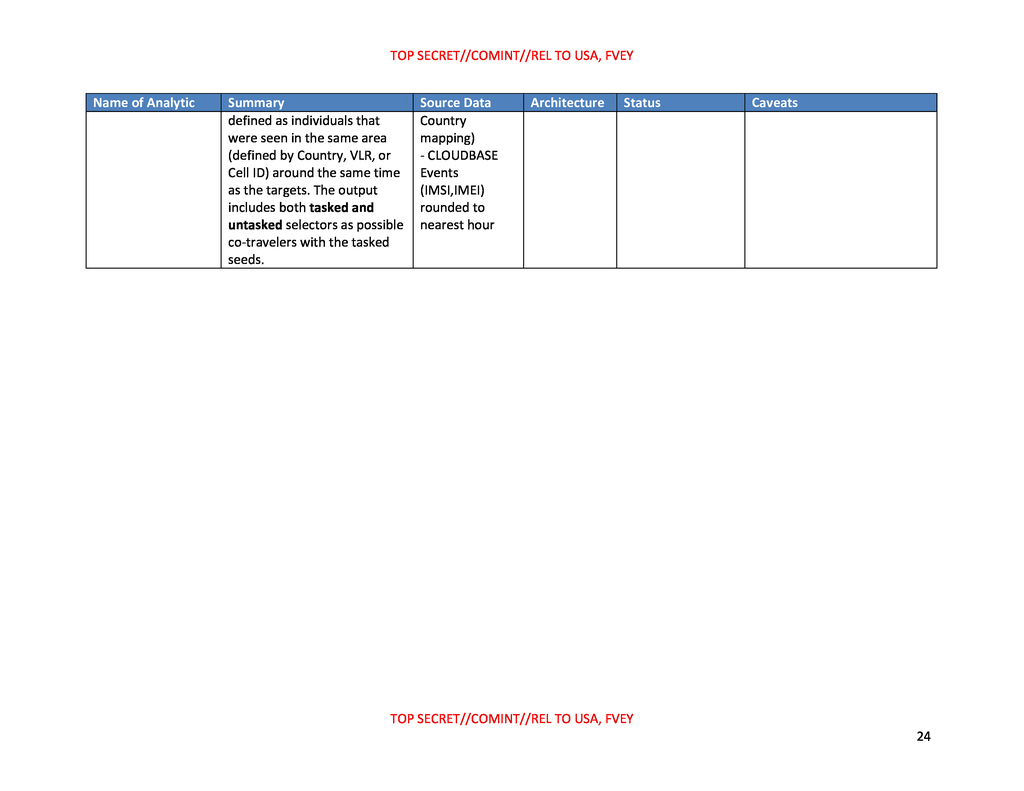 TOP SECRET//COMINT//REL TO USA, FVEY
Name of Analytic Summary Source Data Architecture Status Caveats
defined as individuals that
were seen in the same area
(defined by Country, VLR, or
Cell ID) around the same time
as the targets. The output
includes both tasked and
untasked selectors as possible
co-travelers with the tasked
seeds.
Country
mapping)
- CLOUDBASE
Events
(IMSI,IMEI)
rounded to
nearest hour
TOP SECRET//COMINT//REL TO USA, FVEY
24